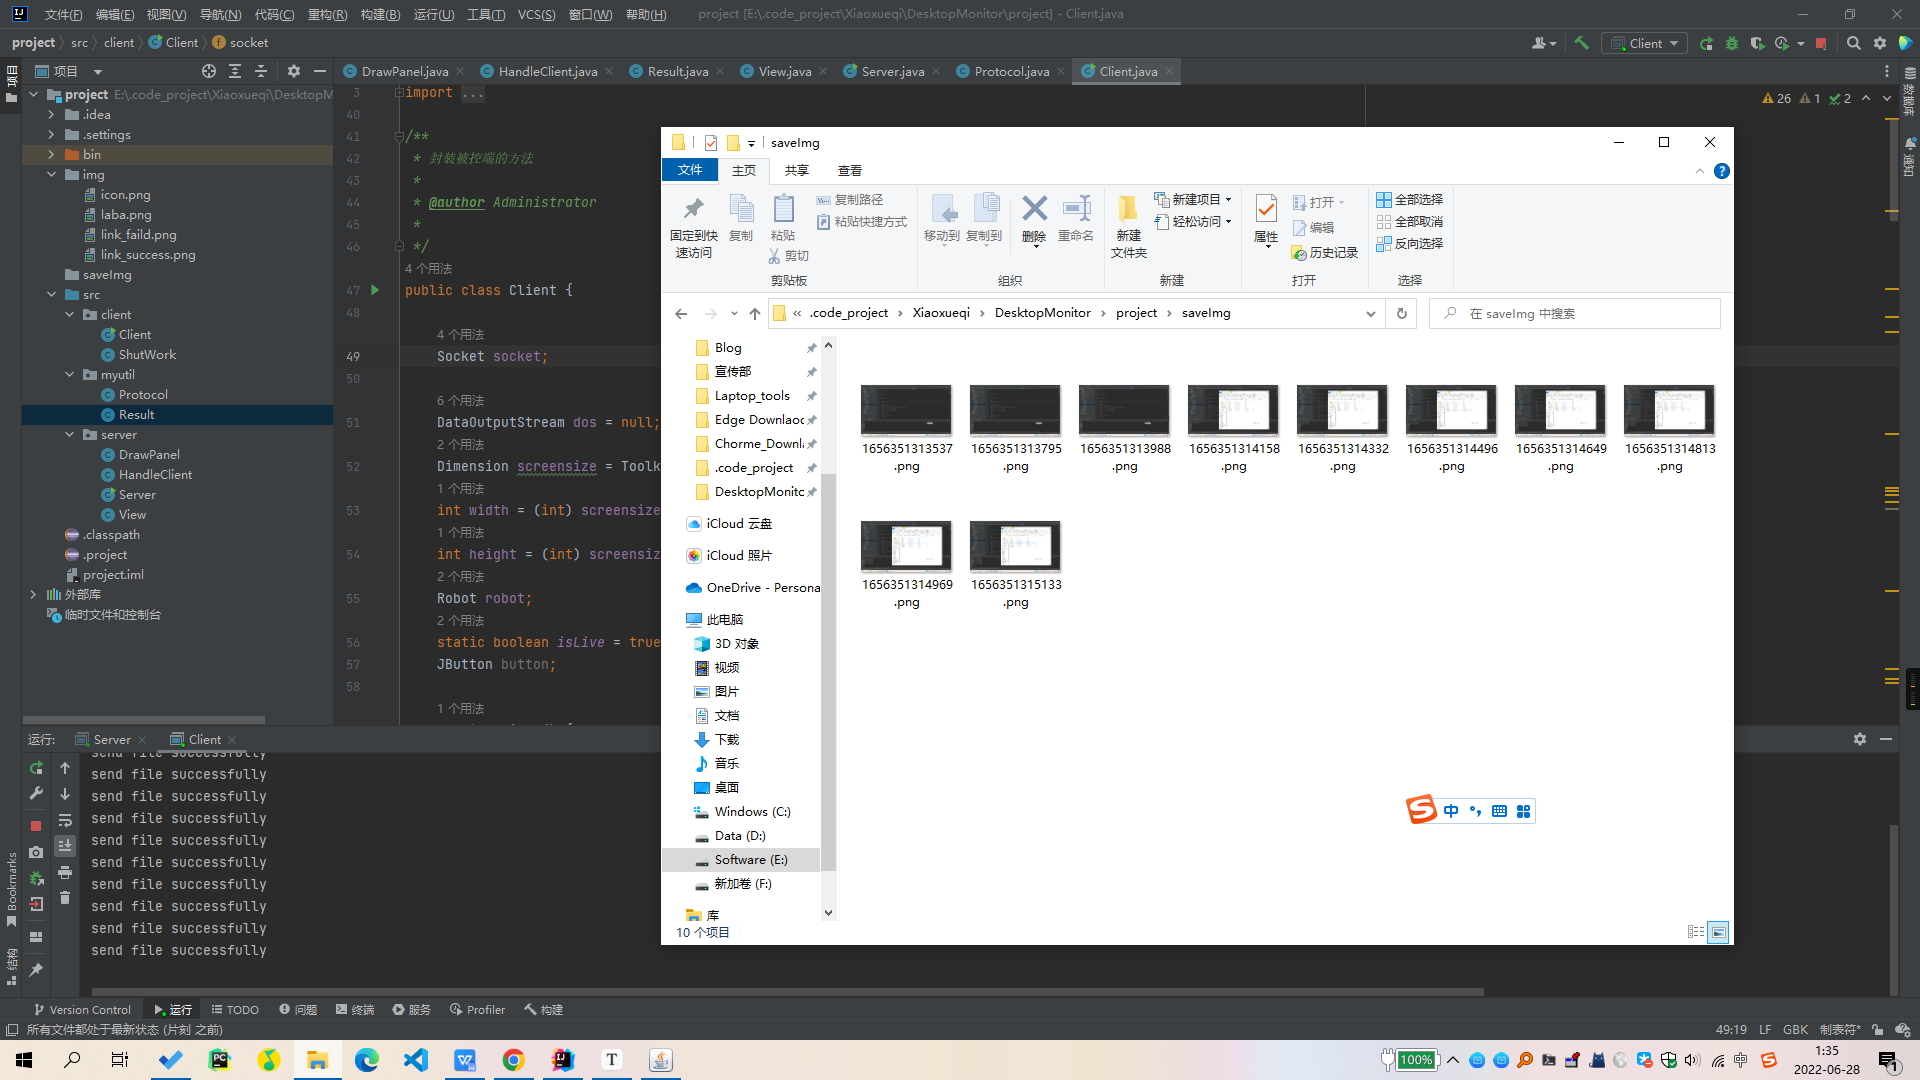 文件(F) 编辑(E) 视图(V) 导航(N) 代码(C) 重构(R) 构建(B) 运行(U) 工具(T) VCS(S) 窗口(W) 帮助(H) project [E:\.code_project\Xiaoxueqi\DesktopMonitor\project] - Client.java
project src client Client socket
Client
项目
项目
DrawPanel.java HandleClient.java Result.java View.java Server.java Protocol.java Client.java
数据库
通知
project E:\.code_project\Xiaoxueqi\DesktopM
.idea
.settings
bin
img
icon.png
laba.png
link_faild.png
link_success.png
saveImg
src
client
Client
ShutWork
myutil
Protocol
Result
server
DrawPanel
HandleClient
Server
View
.classpath
.project
project.iml
外部库
临时文件和控制台
26 1 2
3 import ...
40
41 /**
42 * 封装被控端的方法
43 *
44 * @author Administrator
45 *
46 */
4 个用法
47 public class Client {
48
4 个用法
49 Socket socket;
50
6 个用法
51 DataOutputStream dos = null;
2 个用法
52 Dimension screensize = Toolk
1 个用法
53 int width = (int) screensize
1 个用法
54 int height = (int) screensiz
2 个用法
55 Robot robot;
2 个用法
56 static boolean isLive = true
57 JButton button;
58
1 个用法
saveImg
文件 主页 共享 查看
固定到快速访问
复制
粘贴
复制路径
粘贴快捷方式
剪切
剪贴板
移动到 复制到 删除 重命名
组织
新建
文件夹
新建项目
轻松访问
新建
属性
打开
编辑
历史记录
打开
全部选择
全部取消
反向选择
选择
« .code_project › Xiaoxueqi › DesktopMonitor › project › saveImg
在 saveImg 中搜索
Blog
宣传部
Laptop_tools
Edge Downlaoc
Chorme_Downl
.code_project
DesktopMonitc
iCloud 云盘
iCloud 照片
OneDrive - Persona
此电脑
3D 对象
视频
图片
文档
下载
音乐
桌面
Windows (C:)
Data (D:)
Software (E:)
新加卷 (F:)
库
10 个项目
1656351313537.png
1656351313795.png
1656351313988.png
1656351314158.png
1656351314332.png
1656351314496.png
1656351314649.png
1656351314813.png
1656351314969.png
1656351315133.png
中
运行: Server Client
send file successfully
send file successfully
send file successfully
send file successfully
send file successfully
send file successfully
send file successfully
send file successfully
send file successfully
send file successfully
Bookmarks
结构
Version Control 运行 TODO 问题 终端 服务 Profiler 构建
所有文件都处于最新状态 (片刻 之前)
49:19 LF GBK 制表符*
100%
中
1:35
2022-06-28
1